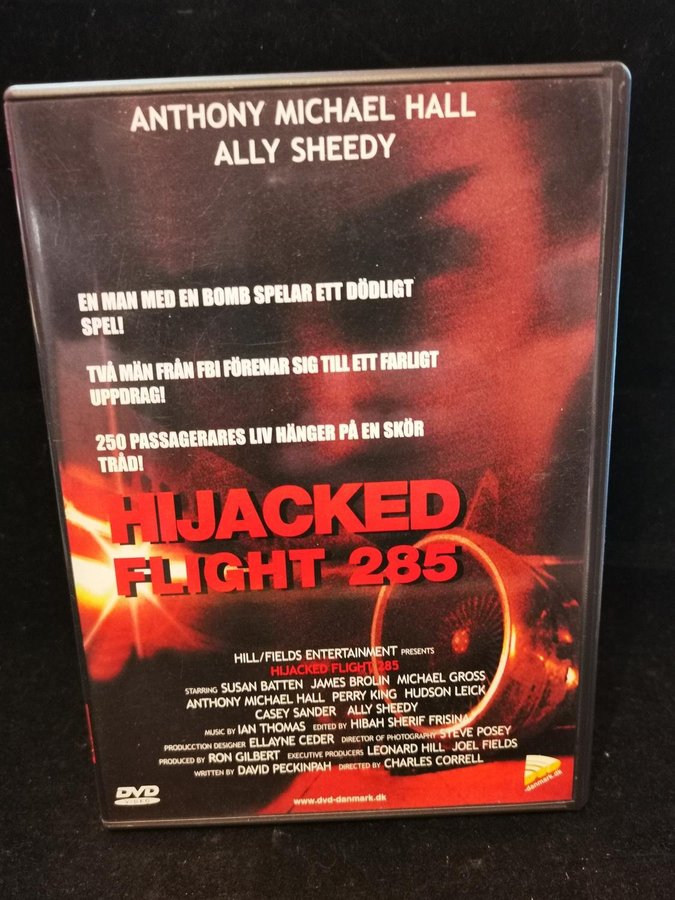 ANTHONY MICHAEL HALL
ALLY SHEEDY
EN MAN MED EN BOMB SPELAR ETT DÖDLIGT
SPEL!
TVÅ MÄN FRÅN FBI FÖRENAR SIG TILL ETT FARLIGT
UPPDRAG!
250 PASSAGERARES LIV HÄNGER PÅ EN SKÖR
TRÅD!
HIJACKED
FLIGHT 285
HILL/FIELDS ENTERTAINMENT PRESENTS
HIJACKED FLIGHT 285
STARRING SUSAN BATTEN JAMES BROLIN MICHAEL GROSS
ANTHONY MICHAEL HALL PERRY KING HUDSON LEICK
CASEY SANDER ALLY SHEEDY
MUSIC BY IAN THOMAS EDITED BY HIBAH SHERIF FRISINA
PRODUCCTION DESIGNER ELLAYNE CEDER DIRECTOR OF PHOTOGRAPHY STEVE POSEY
PRODUCED BY RON GILBERT EXECUTIVE PRODUCERS LEONARD HILL JOEL FIELDS
WRITTEN BY DAVID PECKINPAH DIRECTED BY CHARLES CORRELL
DVD
VIDEO
www.dvd-danmark.dk
-danmark.dk